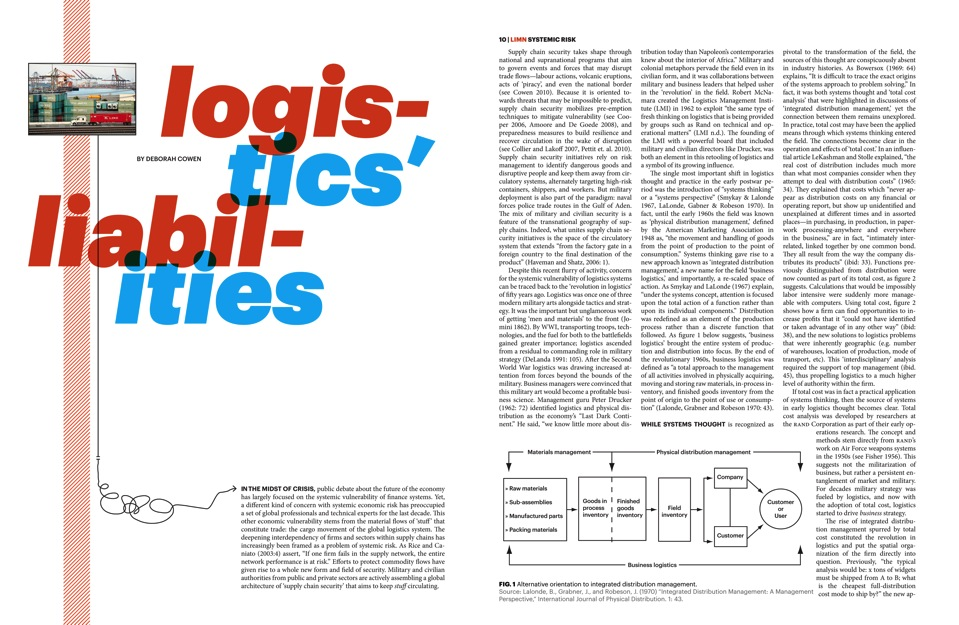 logis-
tics'
BY DEBORAH COWEN
liabil-
ities
IN THE MIDST OF CRISIS, public debate about the future of the economy
has largely focused on the systemic vulnerability of finance systems. Yet,
a different kind of concern with systemic economic risk has preoccupied
a set of global professionals and technical experts for the last decade. This
other economic vulnerability stems from the material flows of 'stuff' that
constitute trade: the cargo movement of the global logistics system. The
deepening interdependency of firms and sectors within supply chains has
increasingly been framed as a problem of systemic risk. As Rice and Ca-
niato (2003:4) assert, "If one firm fails in the supply network, the entire
network performance is at risk." Efforts to protect commodity flows have
given rise to a whole new form and field of security. Military and civilian
authorities from public and private sectors are actively assembling a global
architecture of 'supply chain security' that aims to keep stuff circulating.
10 | LIMN SYSTEMIC RISK
Supply chain security takes shape through
national and supranational programs that aim
to govern events and forces that may disrupt
trade flows—labour actions, volcanic eruptions,
acts of 'piracy', and even the national border
(see Cowen 2010). Because it is oriented to-
wards threats that may be impossible to predict,
supply chain security mobilizes pre-emption
techniques to mitigate vulnerability (see Coo-
per 2006, Amoore and De Goede 2008), and
preparedness measures to build resilience and
recover circulation in the wake of disruption
(see Collier and Lakoff 2007, Pettit et. al. 2010).
Supply chain security initiatives rely on risk
management to identify dangerous goods and
disruptive people and keep them away from cir-
culatory systems, alternately targeting high-risk
containers, shippers, and workers. But military
deployment is also part of the paradigm: naval
forces police trade routes in the Gulf of Aden.
The mix of military and civilian security is a
feature of the transnational geography of sup-
ply chains. Indeed, what unites supply chain se-
curity initiatives is the space of the circulatory
system that extends "from the factory gate in a
foreign country to the final destination of the
product" (Haveman and Shatz, 2006: 1).
Despite this recent flurry of activity, concern
for the systemic vulnerability of logistics systems
can be traced back to the 'revolution in logistics'
of fifty years ago. Logistics was once one of three
modern military arts alongside tactics and strat-
egy. It was the important but unglamorous work
of getting 'men and materials' to the front (Jo-
mini 1862). By WWI, transporting troops, tech-
nologies, and the fuel for both to the battlefields
gained greater importance; logistics ascended
from a residual to commanding role in military
strategy (DeLanda 1991: 105). After the Second
World War logistics was drawing increased at-
tention from forces beyond the bounds of the
military. Business managers were convinced that
this military art would become a profitable busi-
ness science. Management guru Peter Drucker
(1962: 72) identified logistics and physical dis-
tribution as the economy's "Last Dark Conti-
nent." He said, "we know little more about dis-
tribution today than Napoleon's contemporaries
knew about the interior of Africa." Military and
colonial metaphors pervade the field even in its
civilian form, and it was collaborations between
military and business leaders that helped usher
in the 'revolution' in the field. Robert McNa-
mara created the Logistics Management Insti-
tute (LMI) in 1962 to exploit "the same type of
fresh thinking on logistics that is being provided
by groups such as Rand on technical and op-
erational matters" (LMI n.d.). The founding of
the LMI with a powerful board that included
military and civilian directors like Drucker, was
both an element in this retooling of logistics and
a symbol of its growing influence.
The single most important shift in logistics
thought and practice in the early postwar pe-
riod was the introduction of "systems thinking"
or a "systems perspective" (Smykay & Lalonde
1967, LaLonde, Gabner & Robeson 1970). In
fact, until the early 1960s the field was known
as 'physical distribution management,' defined
by the American Marketing Association in
1948 as, "the movement and handling of goods
from the point of production to the point of
consumption." Systems thinking gave rise to a
new approach known as 'integrated distribution
management,' a new name for the field 'business
logistics,' and importantly, a re-scaled space of
action. As Smykay and LaLonde (1967) explain,
"under the systems concept, attention is focused
upon the total action of a function rather than
upon its individual components." Distribution
was redefined as an element of the production
process rather than a discrete function that
followed. As figure 1 below suggests, 'business
logistics' brought the entire system of produc-
tion and distribution into focus. By the end of
the revolutionary 1960s, business logistics was
defined as "a total approach to the management
of all activities involved in physically acquiring,
moving and storing raw materials, in-process in-
ventory, and finished goods inventory from the
point of origin to the point of use or consump-
tion" (Lalonde, Grabner and Robeson 1970: 43).
WHILE SYSTEMS THOUGHT is recognized as
pivotal to the transformation of the field, the
sources of this thought are conspicuously absent
in industry histories. As Bowersox (1969: 64)
explains, "It is difficult to trace the exact origins
of the systems approach to problem solving." In
fact, it was both systems thought and 'total cost
analysis' that were highlighted in discussions of
'integrated distribution management,' yet the
connection between them remains unexplored.
In practice, total cost may have been the applied
means through which systems thinking entered
the field. The connections become clear in the
operation and effects of 'total cost'. In an influen-
tial article LeKashman and Stolle explained, "the
real cost of distribution includes much more
than what most companies consider when they
attempt to deal with distribution costs" (1965:
34). They explained that costs which "never ap-
pear as distribution costs on any financial or
operating report, but show up unidentified and
unexplained at different times and in assorted
places—in purchasing, in production, in paper-
work processing-anywhere and everywhere
in the business," are in fact, "intimately inter-
related, linked together by one common bond.
They all result from the way the company dis-
tributes its products" (ibid: 33). Functions pre-
viously distinguished from distribution were
now counted as part of its total cost, as figure 2
suggests. Calculations that would be impossibly
labor intensive were suddenly more manage-
able with computers. Using total cost, figure 2
shows how a firm can find opportunities to in-
crease profits that it "could not have identified
or taken advantage of in any other way" (ibid:
38), and the new solutions to logistics problems
that were inherently geographic (e.g. number
of warehouses, location of production, mode of
transport, etc). This 'interdisciplinary' analysis
required the support of top management (ibid.
45), thus propelling logistics to a much higher
level of authority within the firm.
If total cost was in fact a practical application
of systems thinking, then the source of systems
in early logistics thought becomes clear. Total
cost analysis was developed by researchers at
the RAND Corporation as part of their early op-
erations research. The concept and
methods stem directly from RAND's
work on Air Force weapons systems
in the 1950s (see Fisher 1956). This
suggests not the militarization of
business, but rather a persistent en-
tanglement of market and military.
For decades military strategy was
fueled by logistics, and now with
the adoption of total cost, logistics
started to drive business strategy.
The rise of integrated distribu-
tion management spurred by total
cost constituted the revolution in
logistics and put the spatial organ-
ization of the firm directly into
question. Previously, "the typical
analysis would be: x tons of widgets
must be shipped from A to B; what
is the cheapest full-distribution
cost mode to ship by?" the new ap-
Materials management
Physical distribution management
» Raw materials
» Sub-assemblies
» Manufactured parts
» Packing materials
Goods in
process
inventory
Finished
goods
inventory
Field
inventory
Company
Customer
Customer
or
User
Business logistics
FIG. 1 Alternative orientation to integrated distribution management.
Source: Lalonde, B., Grabner, J., and Robeson, J. (1970) "Integrated Distribution Management: A Management
Perspective," International Journal of Physical Distribution. 1: 43.